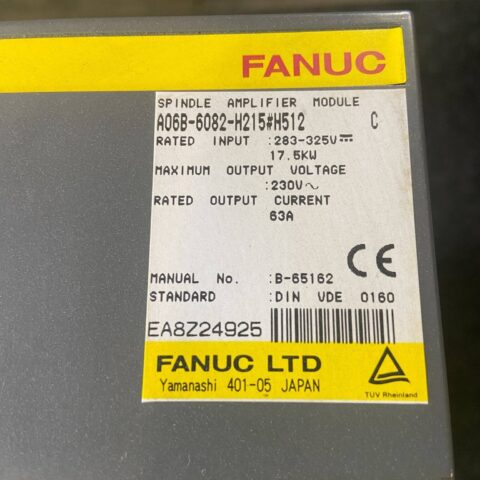 FANUC
SPINDLE AMPLIFIER MODULE
A06B-6082-H215#H512 C
RATED INPUT :283-325V⎓
17.5KW
MAXIMUM OUTPUT VOLTAGE
:230V～
RATED OUTPUT CURRENT
63A
CE
MANUAL No. :B-65162
STANDARD :DIN VDE 0160
EA8Z24925
FANUC LTD
Yamanashi 401-05 JAPAN
TUV Rheinland